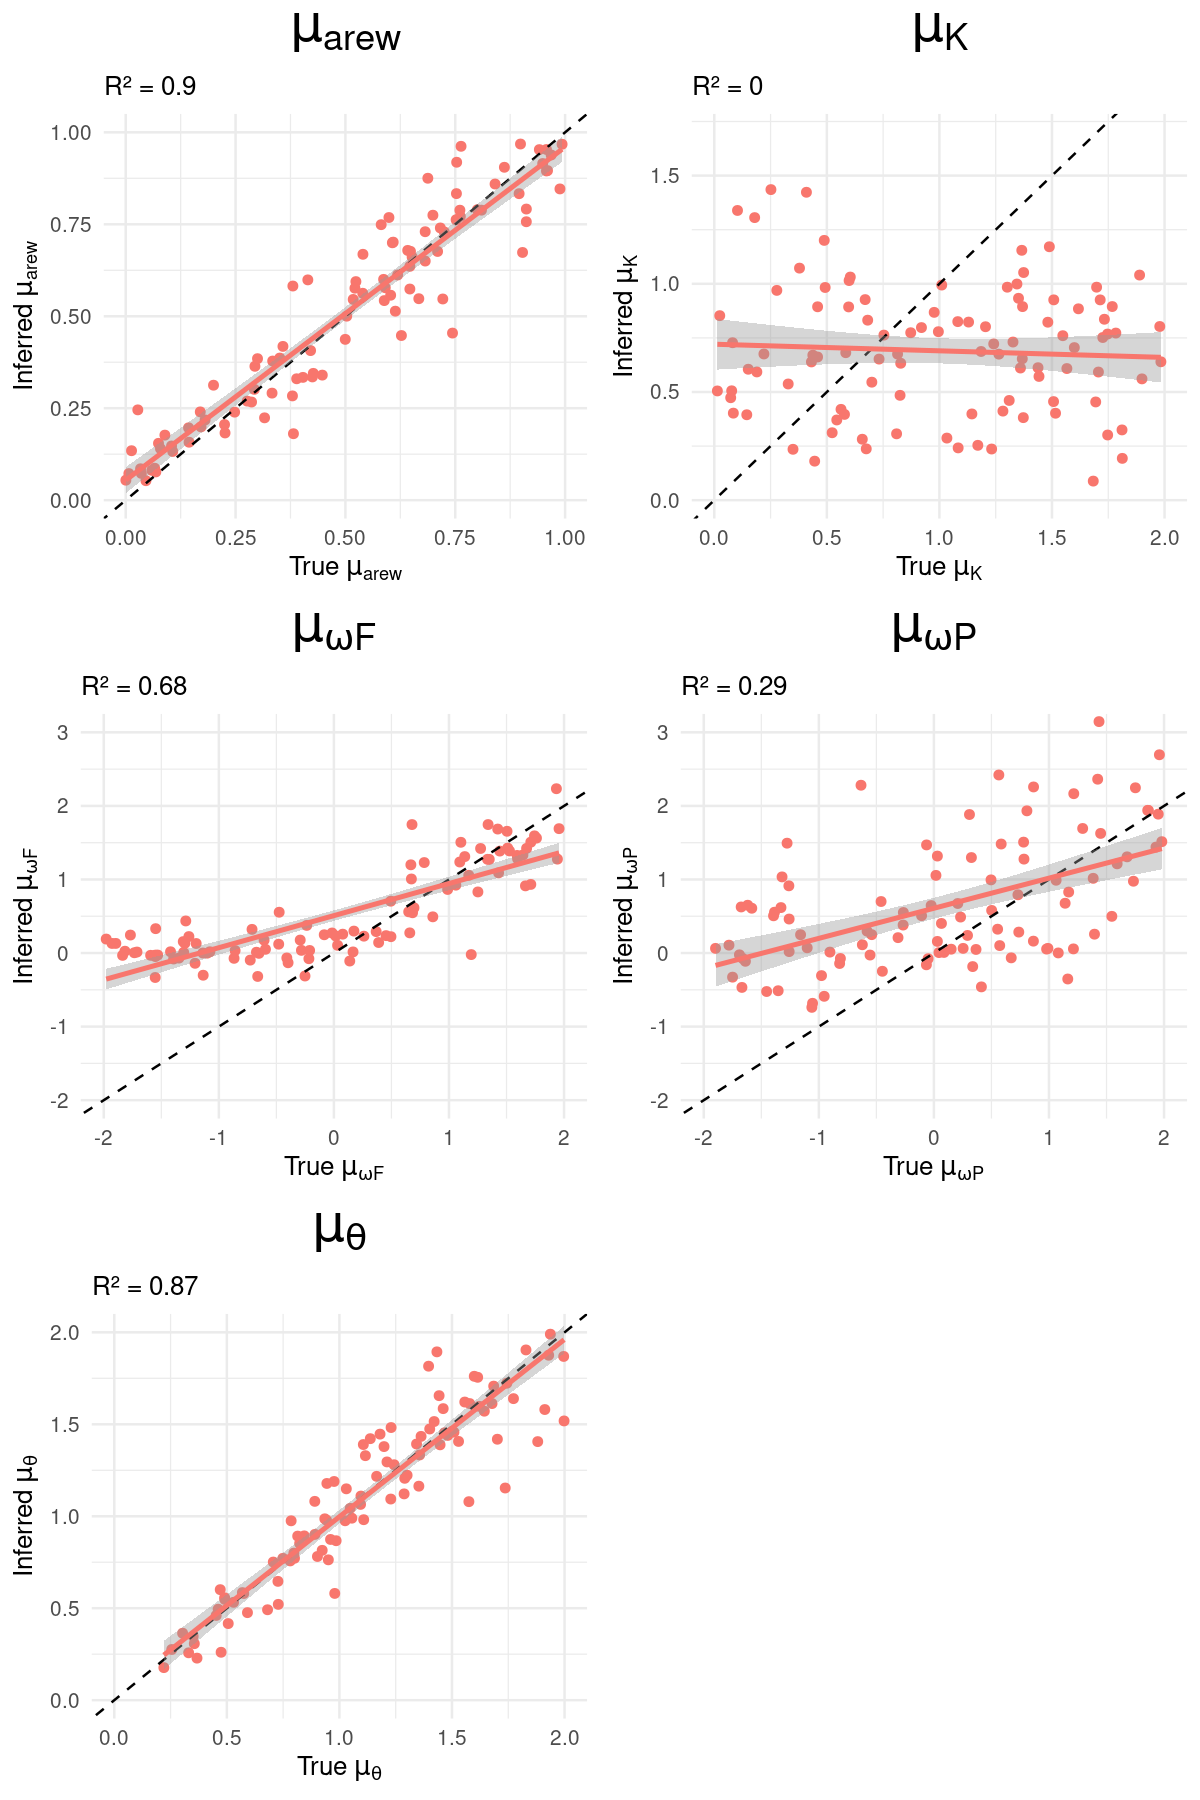 μarew
R² = 0.9
1.00
0.75
0.50
0.25
0.00
Inferred μarew
0.00 0.25 0.50 0.75 1.00
True μarew
μK
R² = 0
1.5
1.0
0.5
0.0
Inferred μK
0.0 0.5 1.0 1.5 2.0
True μK
μωF
R² = 0.68
3
2
1
0
-1
-2
Inferred μωF
-2 -1 0 1 2
True μωF
μωP
R² = 0.29
3
2
1
0
-1
-2
Inferred μωP
-2 -1 0 1 2
True μωP
μθ
R² = 0.87
2.0
1.5
1.0
0.5
0.0
Inferred μθ
0.0 0.5 1.0 1.5 2.0
True μθ